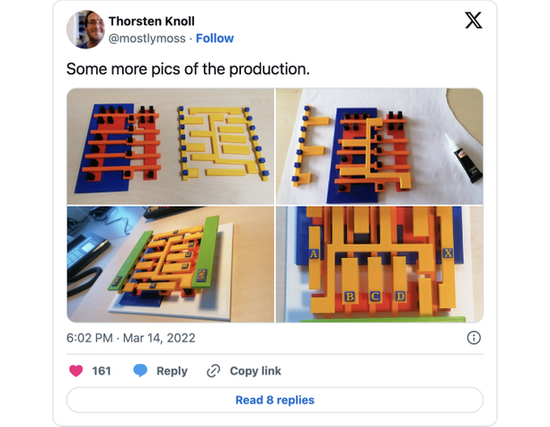 Thorsten Knoll
@mostlymoss · Follow
Some more pics of the production.
A
X
B C D
6:02 PM · Mar 14, 2022
161 Reply Copy link
Read 8 replies